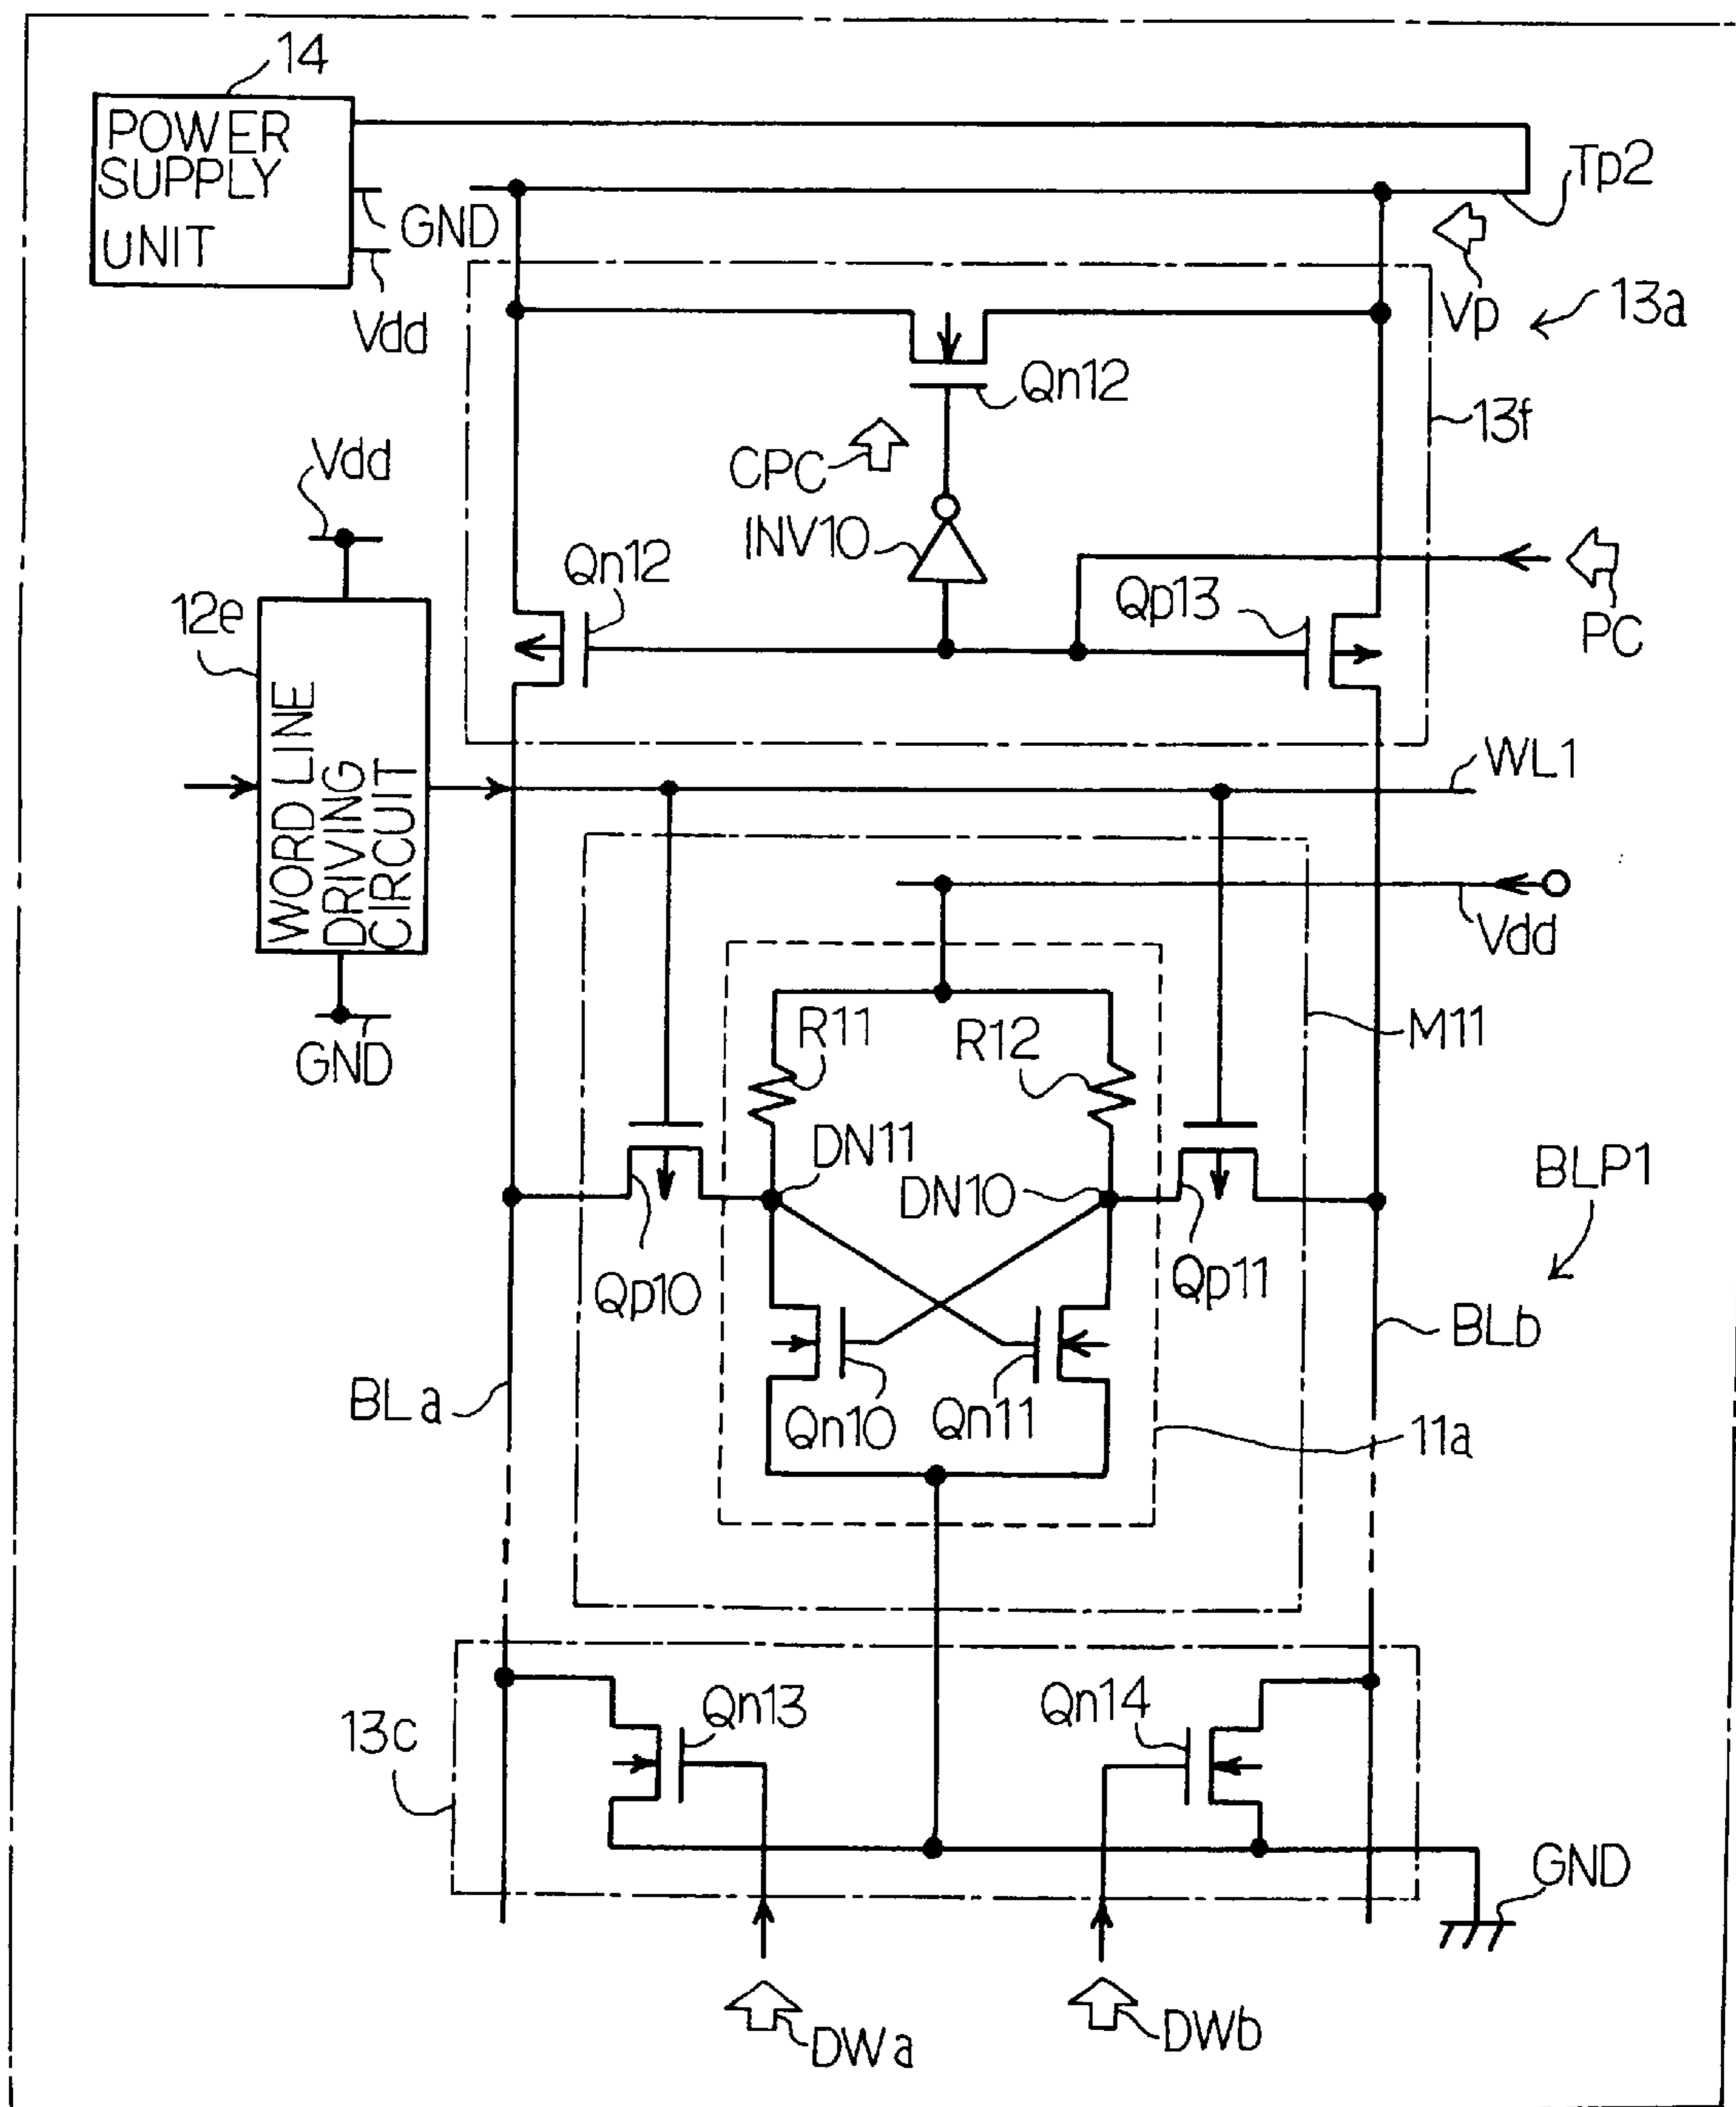 14
POWER
SUPPLY
UNIT
GND
Vdd
Tp2
Vp
13a
Qn12
13f
CPC
INV10
Vdd
Qn12
Qp13
PC
12e
WORD LINE
DRIVING
CIRCUIT
GND
WL1
Vdd
R11
R12
M11
DN11
DN10
BLP1
Qp10
Qp11
BLb
BLa
Qn10
Qn11
11a
13c
Qn13
Qn14
GND
DWa
DWb